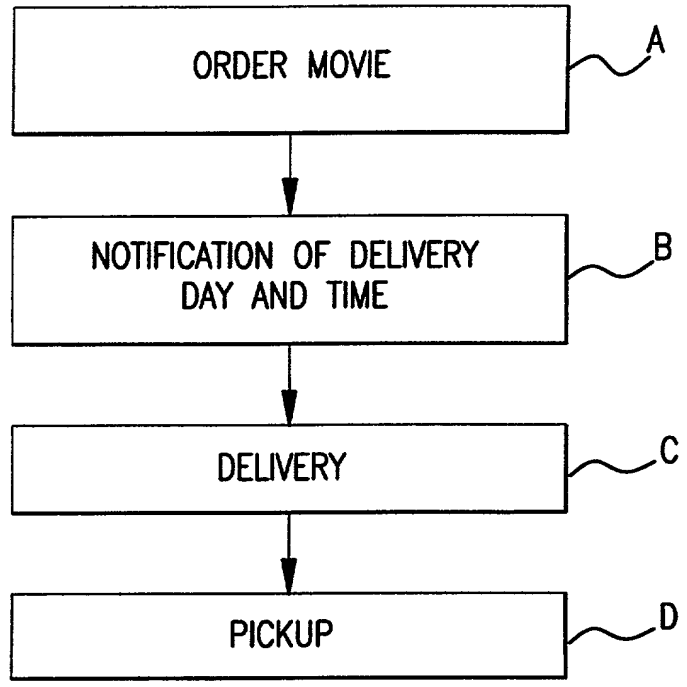 ORDER MOVIE
A
NOTIFICATION OF DELIVERY
DAY AND TIME
B
DELIVERY
C
PICKUP
D